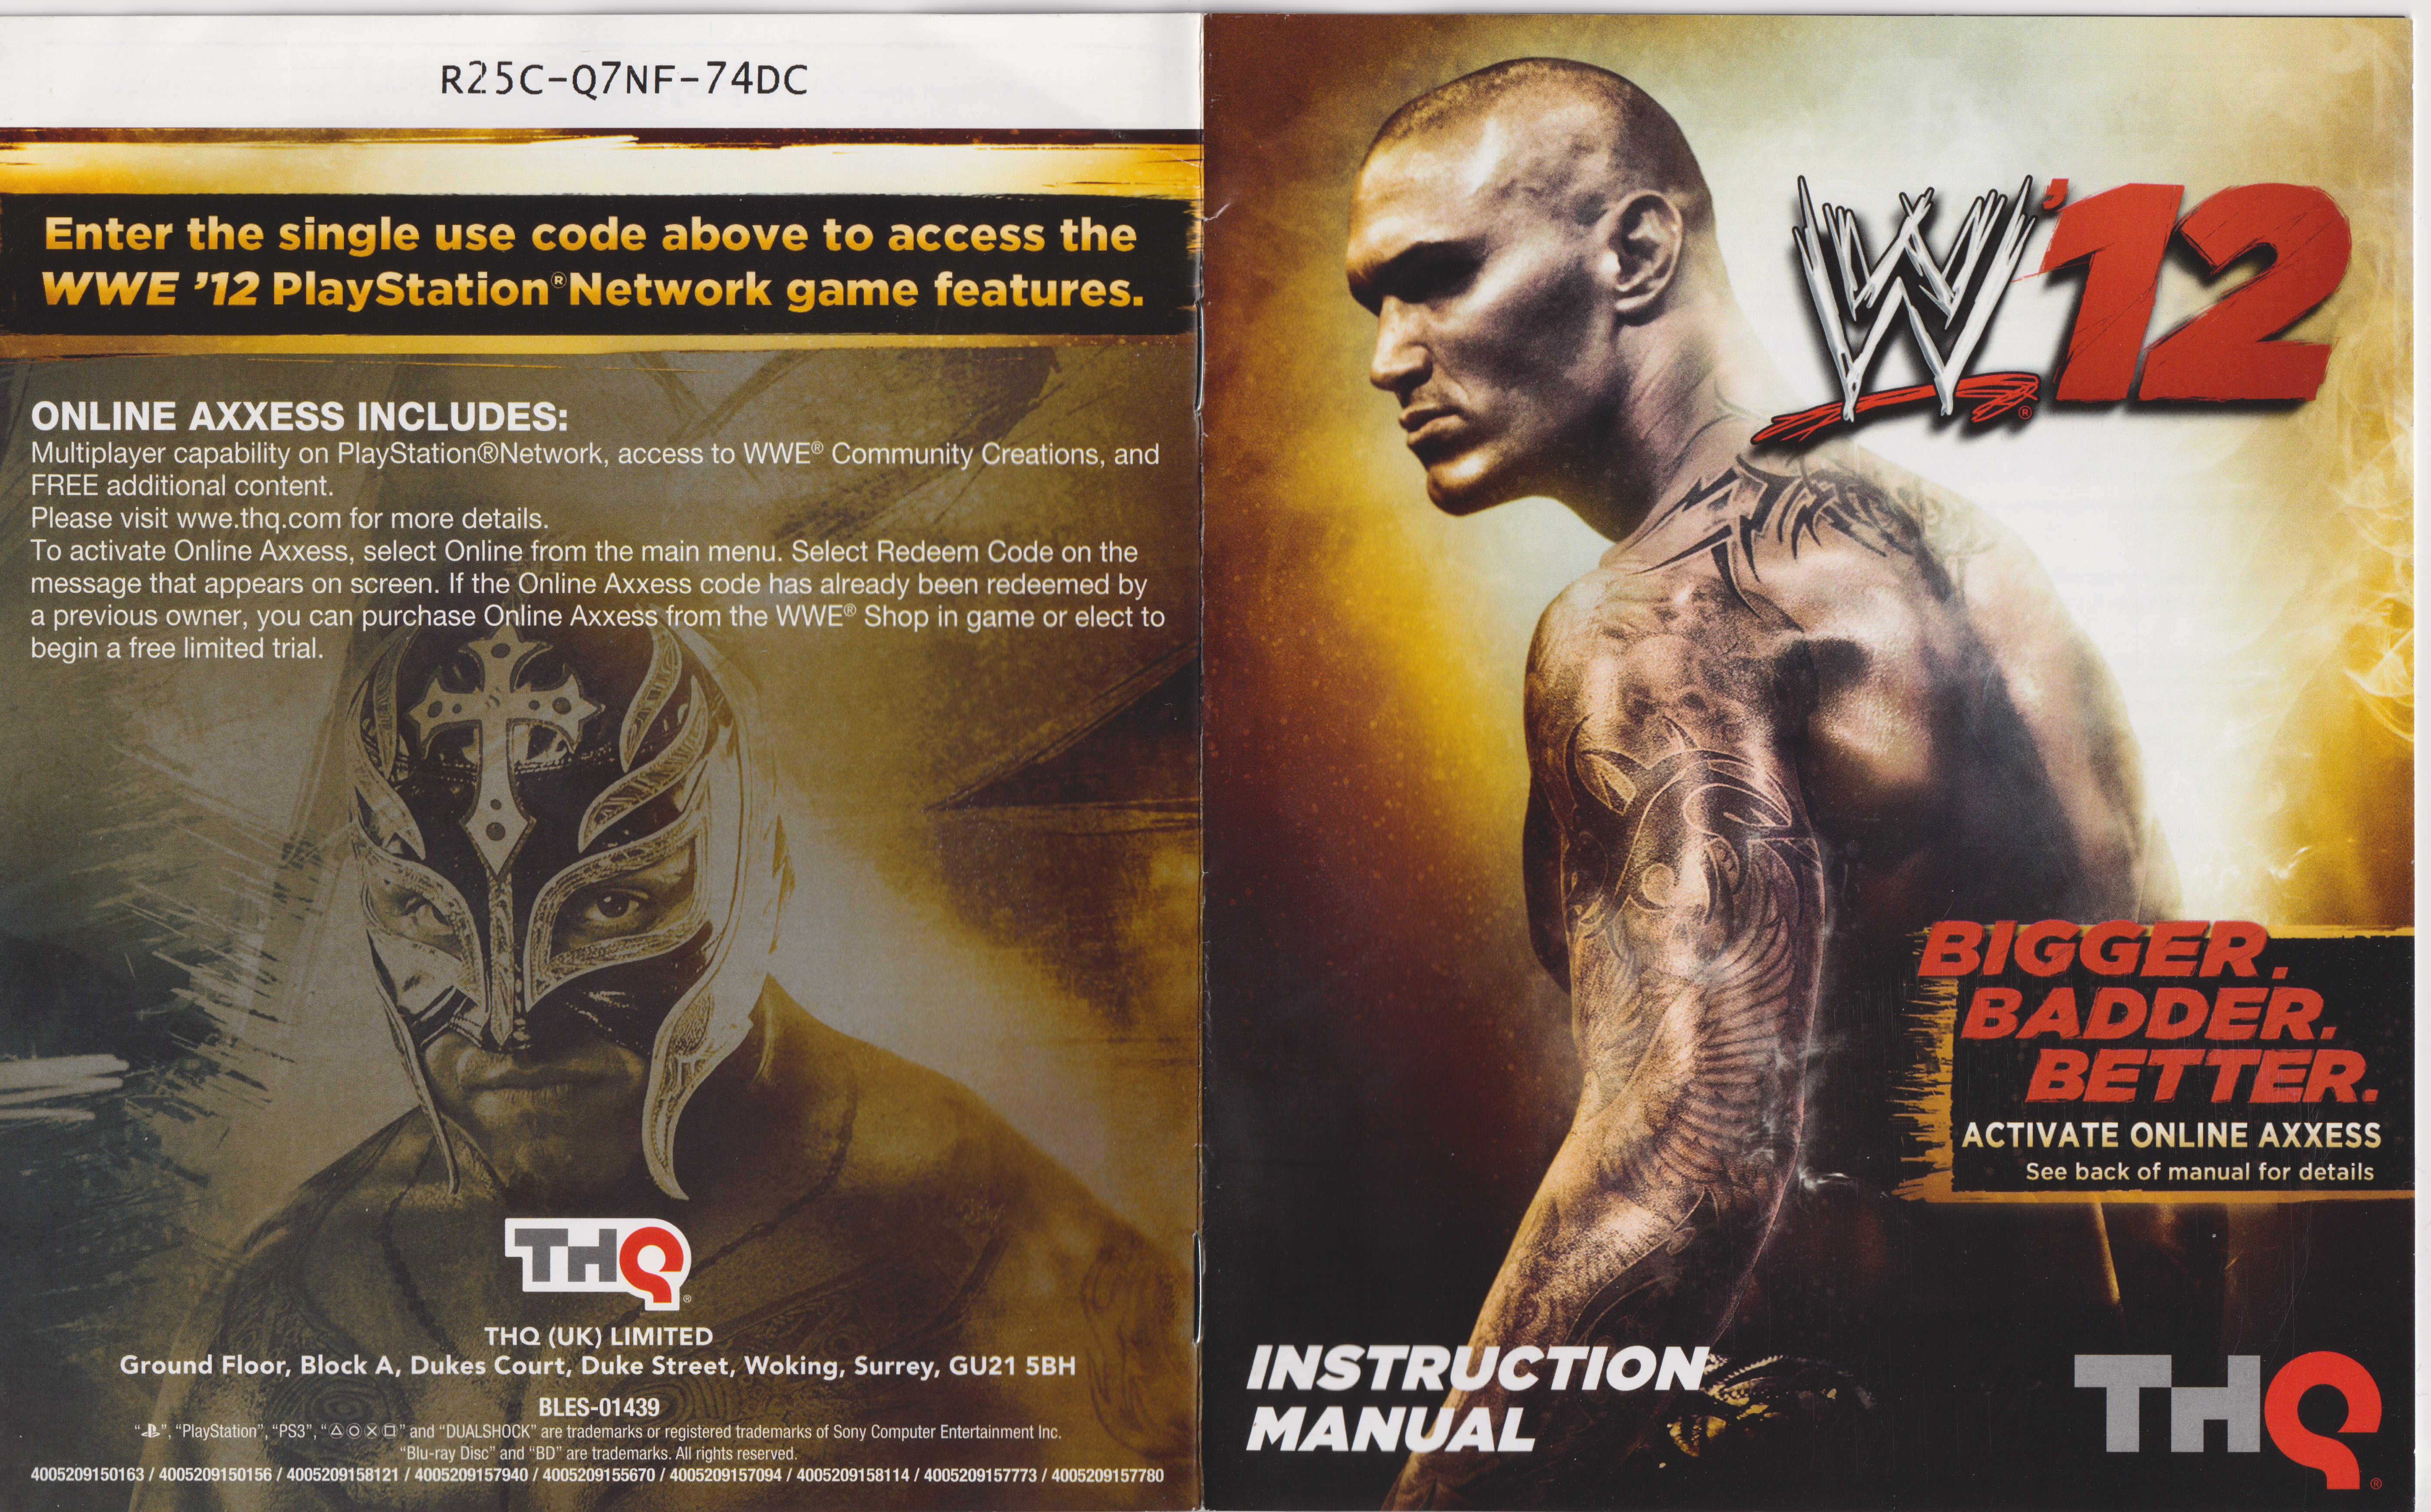 R25C-Q7NF-74DC
Enter the single use code above to access the
WWE '12 PlayStation®Network game features.
ONLINE AXXESS INCLUDES:
Multiplayer capability on PlayStation®Network, access to WWE® Community Creations, and
FREE additional content.
Please visit wwe.thq.com for more details.
To activate Online Axxess, select Online from the main menu. Select Redeem Code on the
message that appears on screen. If the Online Axxess code has already been redeemed by
a previous owner, you can purchase Online Axxess from the WWE® Shop in game or elect to
begin a free limited trial.
THQ®
THQ (UK) LIMITED
Ground Floor, Block A, Dukes Court, Duke Street, Woking, Surrey, GU21 5BH
BLES-01439
"", "PlayStation", "PS3", "△○×□" and "DUALSHOCK" are trademarks or registered trademarks of Sony Computer Entertainment Inc.
"Blu-ray Disc" and "BD" are trademarks. All rights reserved.
4005209150163 / 4005209150156 / 4005209158121 / 4005209157940 / 4005209155670 / 4005209157094 / 4005209158114 / 4005209157773 / 4005209157780
W'12
®
BIGGER.
BADDER.
BETTER.
ACTIVATE ONLINE AXXESS
See back of manual for details
INSTRUCTION
MANUAL
THQ®